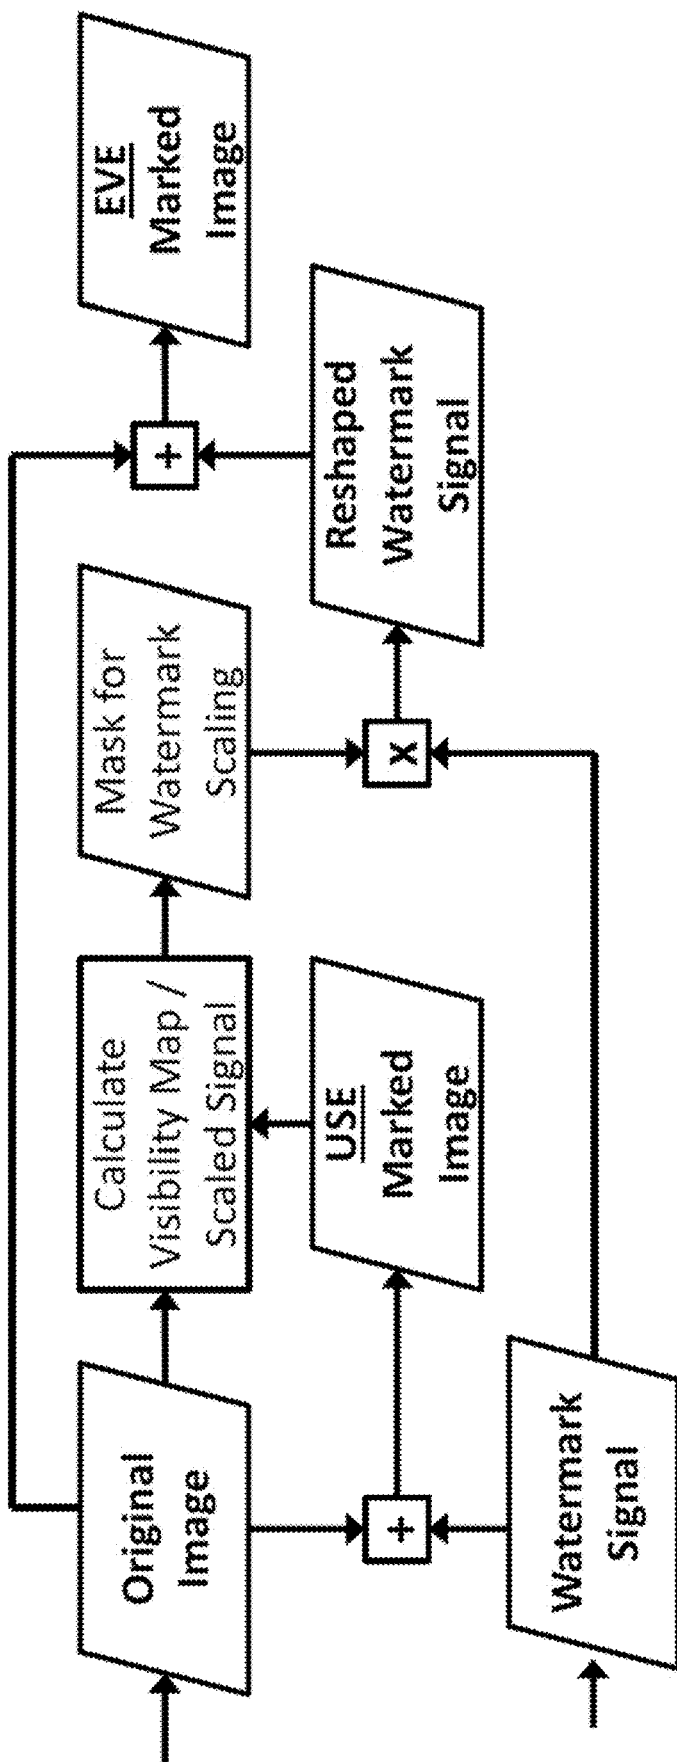 Original
Image
Calculate
Visibility Map /
Scaled Signal
Mask for
Watermark
Scaling
+
EVE
Marked
Image
+
USE
Marked
Image
x
Reshaped
Watermark
Signal
Watermark
Signal